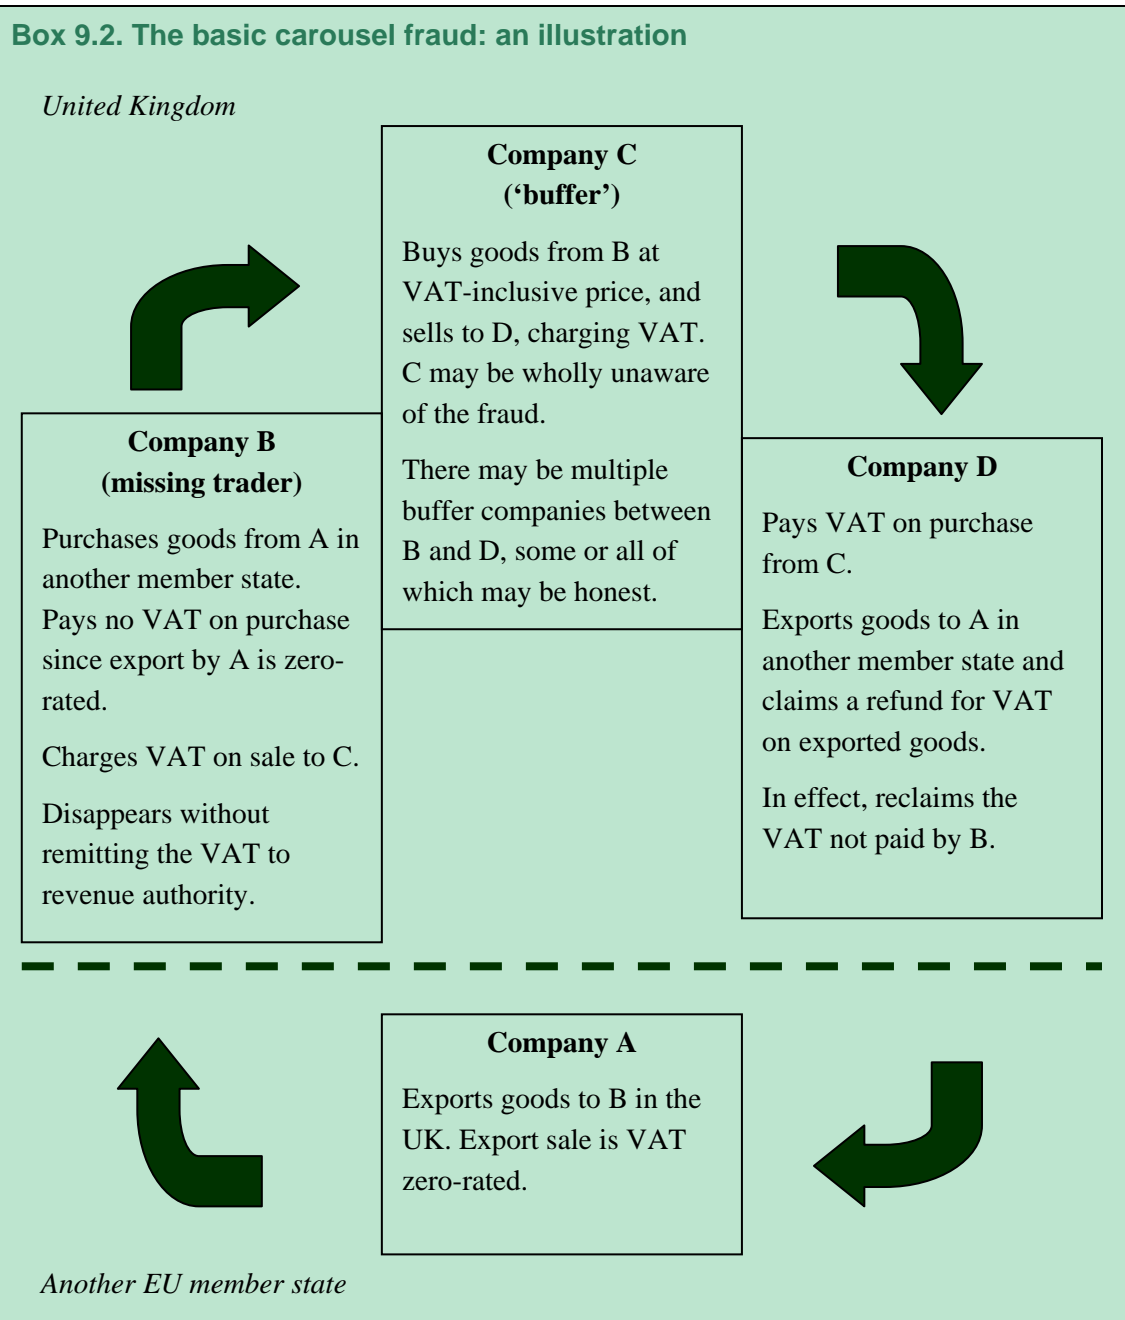 Box 9.2. The basic carousel fraud: an illustration
United Kingdom
Company C
(‘buffer’)
Buys goods from B at
VAT-inclusive price, and
sells to D, charging VAT.
C may be wholly unaware
of the fraud.
There may be multiple
buffer companies between
B and D, some or all of
which may be honest.
Company B
(missing trader)
Purchases goods from A in
another member state.
Pays no VAT on purchase
since export by A is zero-
rated.
Charges VAT on sale to C.
Disappears without
remitting the VAT to
revenue authority.
Company D
Pays VAT on purchase
from C.
Exports goods to A in
another member state and
claims a refund for VAT
on exported goods.
In effect, reclaims the
VAT not paid by B.
Company A
Exports goods to B in the
UK. Export sale is VAT
zero-rated.
Another EU member state